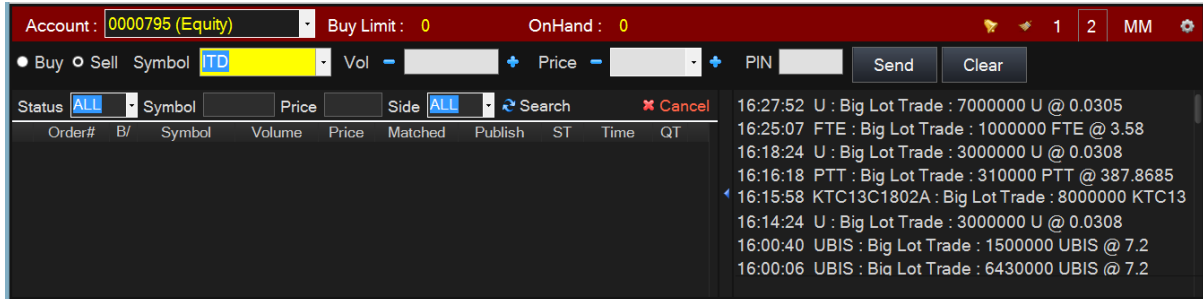 Account : 0000795 (Equity) Buy Limit : 0 OnHand : 0 1 2 MM
Buy Sell Symbol ITD Vol Price PIN Send Clear
Status ALL Symbol Price Side ALL Search Cancel
Order# B/ Symbol Volume Price Matched Publish ST Time QT
16:27:52 U : Big Lot Trade : 7000000 U @ 0.0305
16:25:07 FTE : Big Lot Trade : 1000000 FTE @ 3.58
16:18:24 U : Big Lot Trade : 3000000 U @ 0.0308
16:16:18 PTT : Big Lot Trade : 310000 PTT @ 387.8685
16:15:58 KTC13C1802A : Big Lot Trade : 8000000 KTC13
16:14:24 U : Big Lot Trade : 3000000 U @ 0.0308
16:00:40 UBIS : Big Lot Trade : 1500000 UBIS @ 7.2
16:00:06 UBIS : Big Lot Trade : 6430000 UBIS @ 7.2